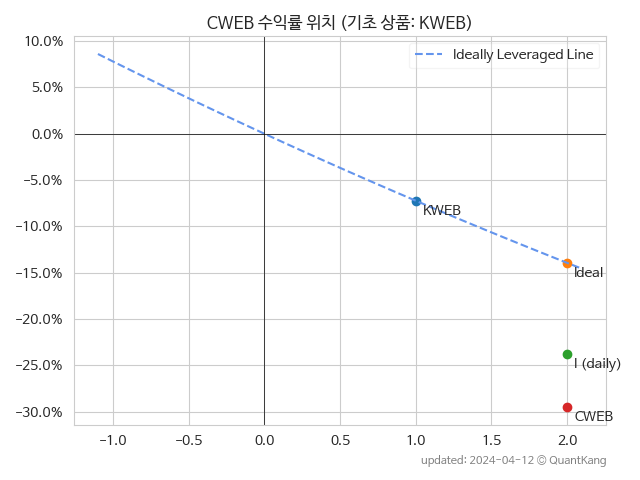 CWEB 수익률 위치 (기초 상품: KWEB)
Ideally Leveraged Line
10.0%
5.0%
0.0%
−5.0%
−10.0%
−15.0%
−20.0%
−25.0%
−30.0%
KWEB
Ideal
I (daily)
CWEB
−1.0 −0.5 0.0 0.5 1.0 1.5 2.0
updated: 2024-04-12 © QuantKang